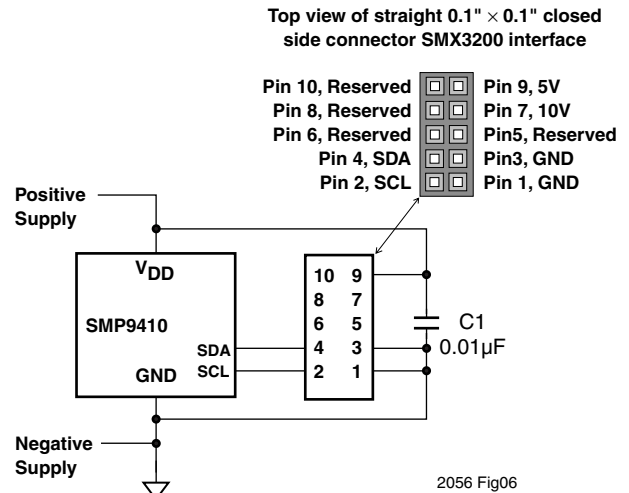 Top view of straight 0.1" × 0.1" closed
side connector SMX3200 interface
Pin 10, Reserved
Pin 9, 5V
Pin 8, Reserved
Pin 7, 10V
Pin 6, Reserved
Pin5, Reserved
Pin 4, SDA
Pin3, GND
Pin 2, SCL
Pin 1, GND
Positive
Supply
VDD
SMP9410
SDA
SCL
GND
10 9
8 7
6 5
4 3
2 1
C1
0.01µF
Negative
Supply
2056 Fig06